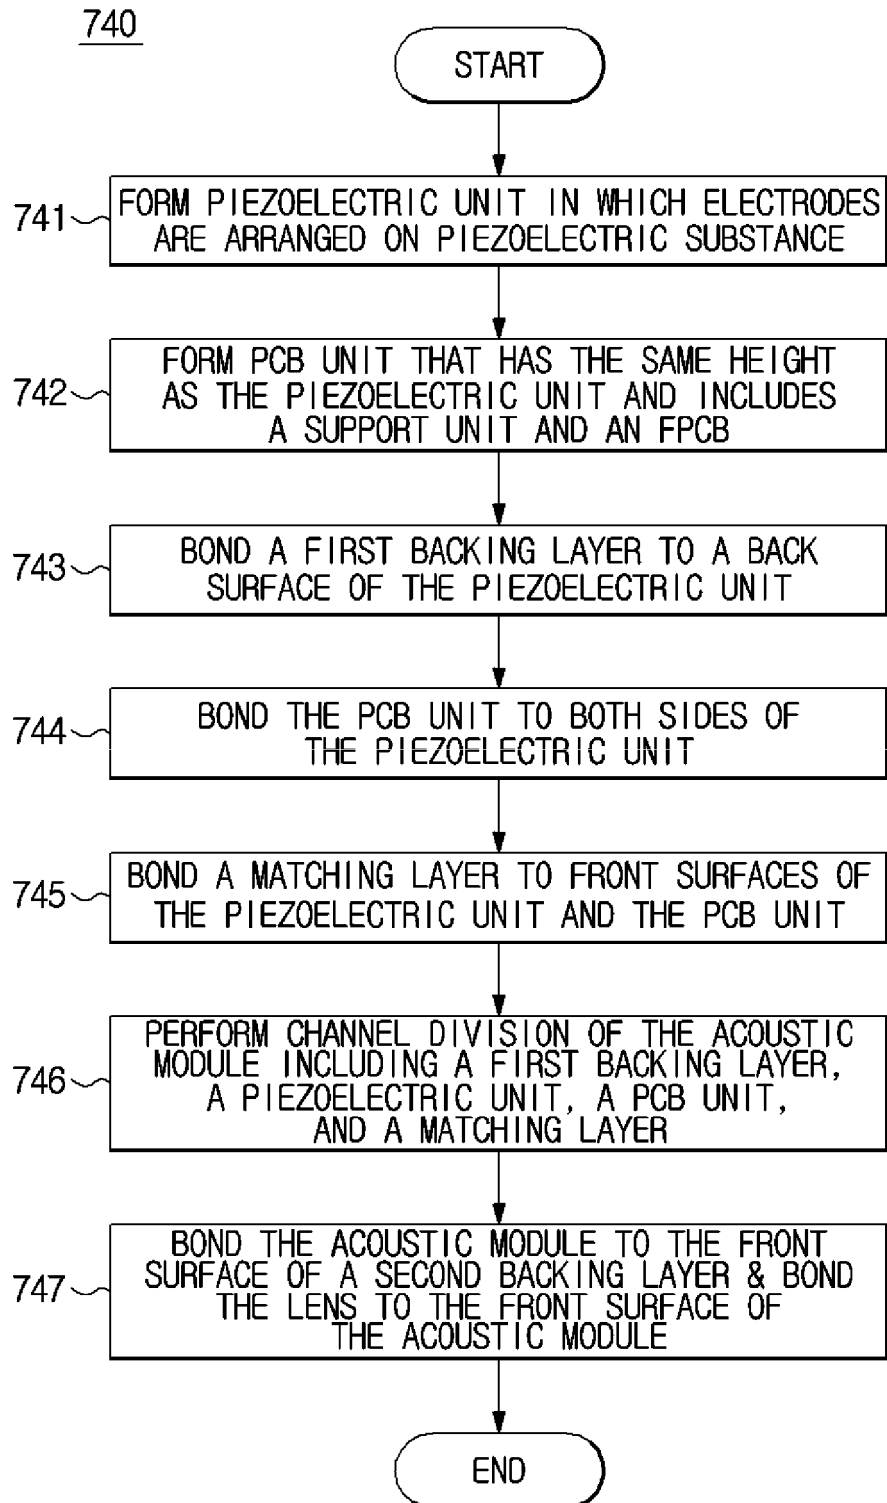 740
START
741
FORM PIEZOELECTRIC UNIT IN WHICH ELECTRODES
ARE ARRANGED ON PIEZOELECTRIC SUBSTANCE
742
FORM PCB UNIT THAT HAS THE SAME HEIGHT
AS THE PIEZOELECTRIC UNIT AND INCLUDES
A SUPPORT UNIT AND AN FPCB
743
BOND A FIRST BACKING LAYER TO A BACK
SURFACE OF THE PIEZOELECTRIC UNIT
744
BOND THE PCB UNIT TO BOTH SIDES OF
THE PIEZOELECTRIC UNIT
745
BOND A MATCHING LAYER TO FRONT SURFACES OF
THE PIEZOELECTRIC UNIT AND THE PCB UNIT
746
PERFORM CHANNEL DIVISION OF THE ACOUSTIC
MODULE INCLUDING A FIRST BACKING LAYER,
A PIEZOELECTRIC UNIT, A PCB UNIT,
AND A MATCHING LAYER
747
BOND THE ACOUSTIC MODULE TO THE FRONT
SURFACE OF A SECOND BACKING LAYER & BOND
THE LENS TO THE FRONT SURFACE OF
THE ACOUSTIC MODULE
END